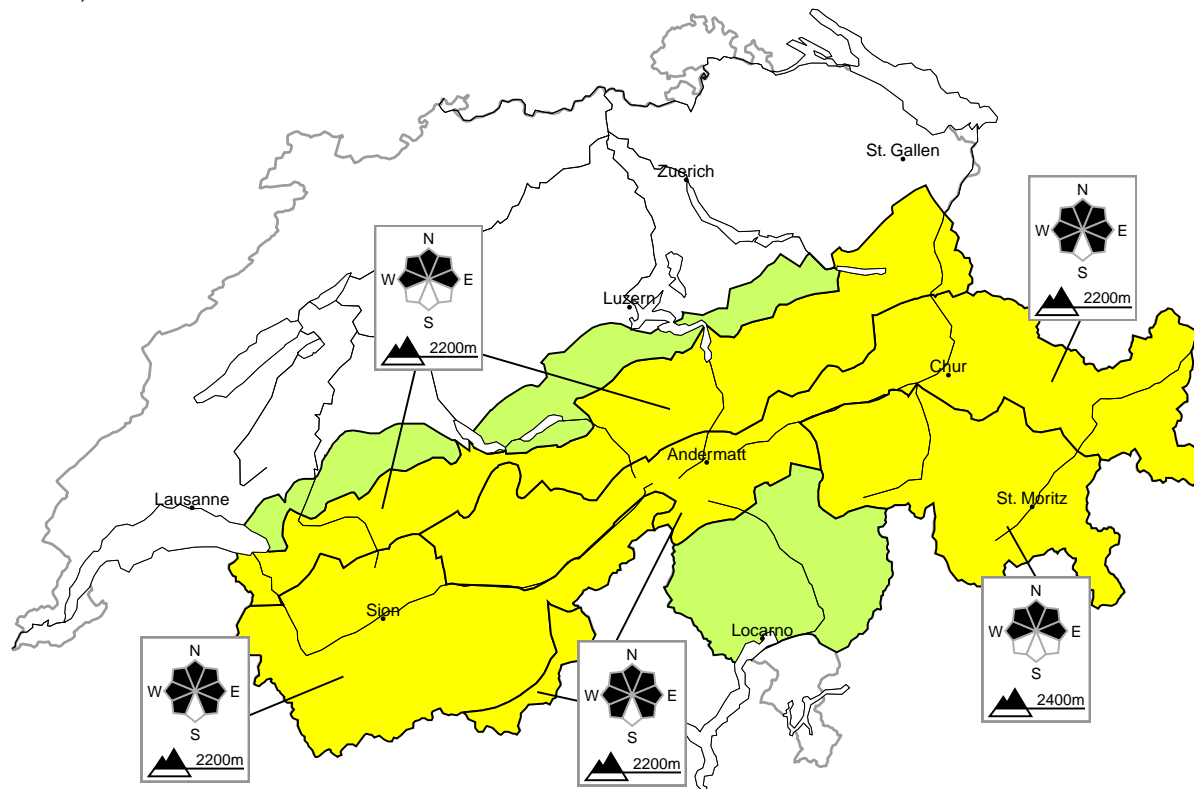 St. Gallen
Zuerich
N
W E
S
2200m
N
W E
S
2200m
Luzern
Chur
Andermatt
Lausanne
St. Moritz
Sion
Locarno
N
W E
S
2400m
N
W E
S
2200m
N
W E
S
2200m